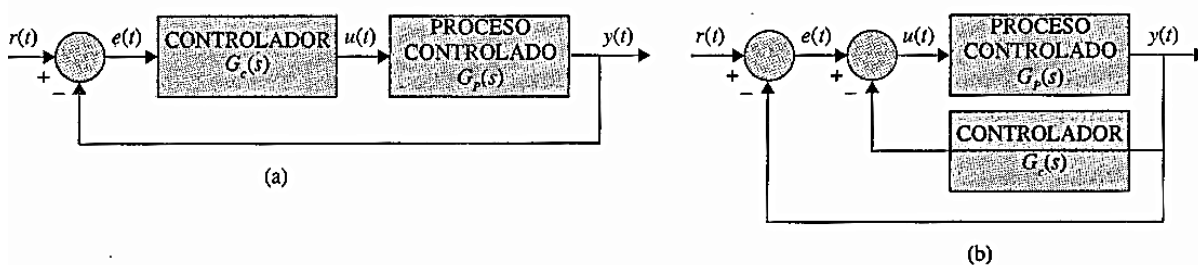 r(t)
+
−
e(t)
CONTROLADOR
G_c(s)
u(t)
PROCESO
CONTROLADO
G_P(s)
y(t)
(a)
r(t)
+
−
e(t)
+
−
u(t)
PROCESO
CONTROLADO
G_P(s)
y(t)
CONTROLADOR
G_c(s)
(b)